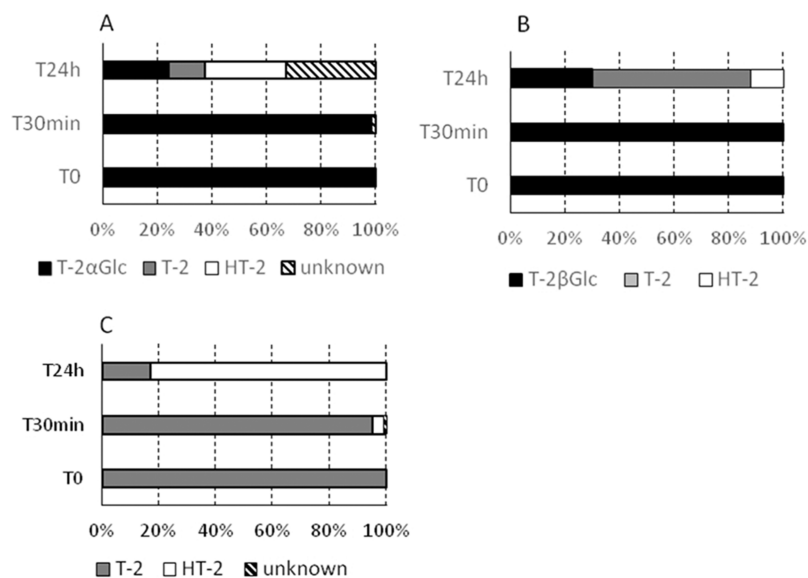 A
T24h
T30min
T0
0% 20% 40% 60% 80% 100%
T-2αGlc T-2 HT-2 unknown
B
T24h
T30min
T0
0% 20% 40% 60% 80% 100%
T-2βGlc T-2 HT-2
C
T24h
T30min
T0
0% 20% 40% 60% 80% 100%
T-2 HT-2 unknown